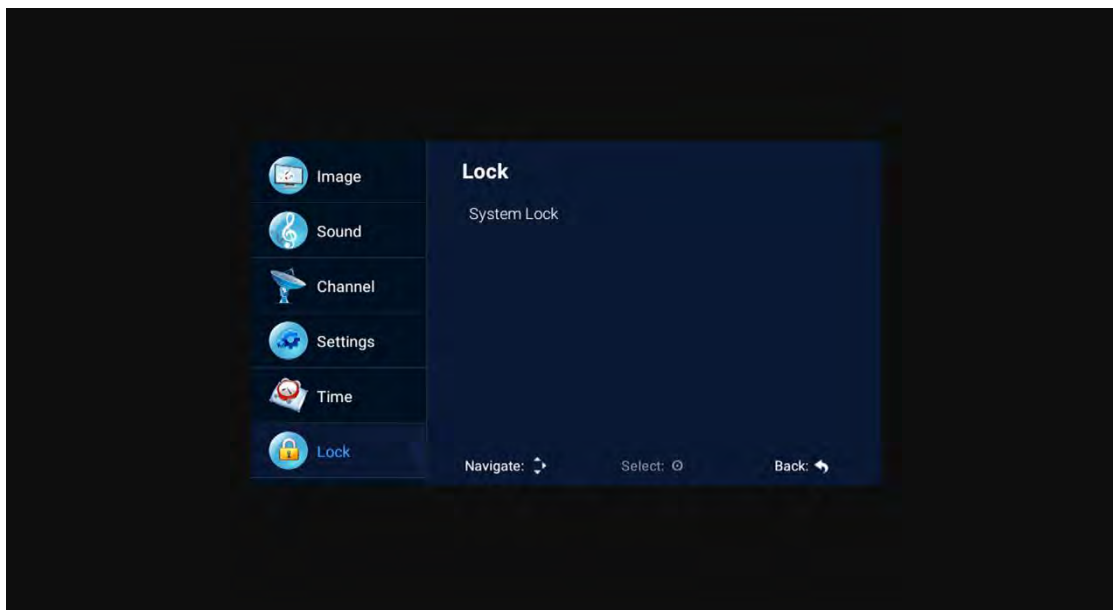 Image
Sound
Channel
Settings
Time
Lock
Lock
System Lock
Navigate:
Select:
Back: